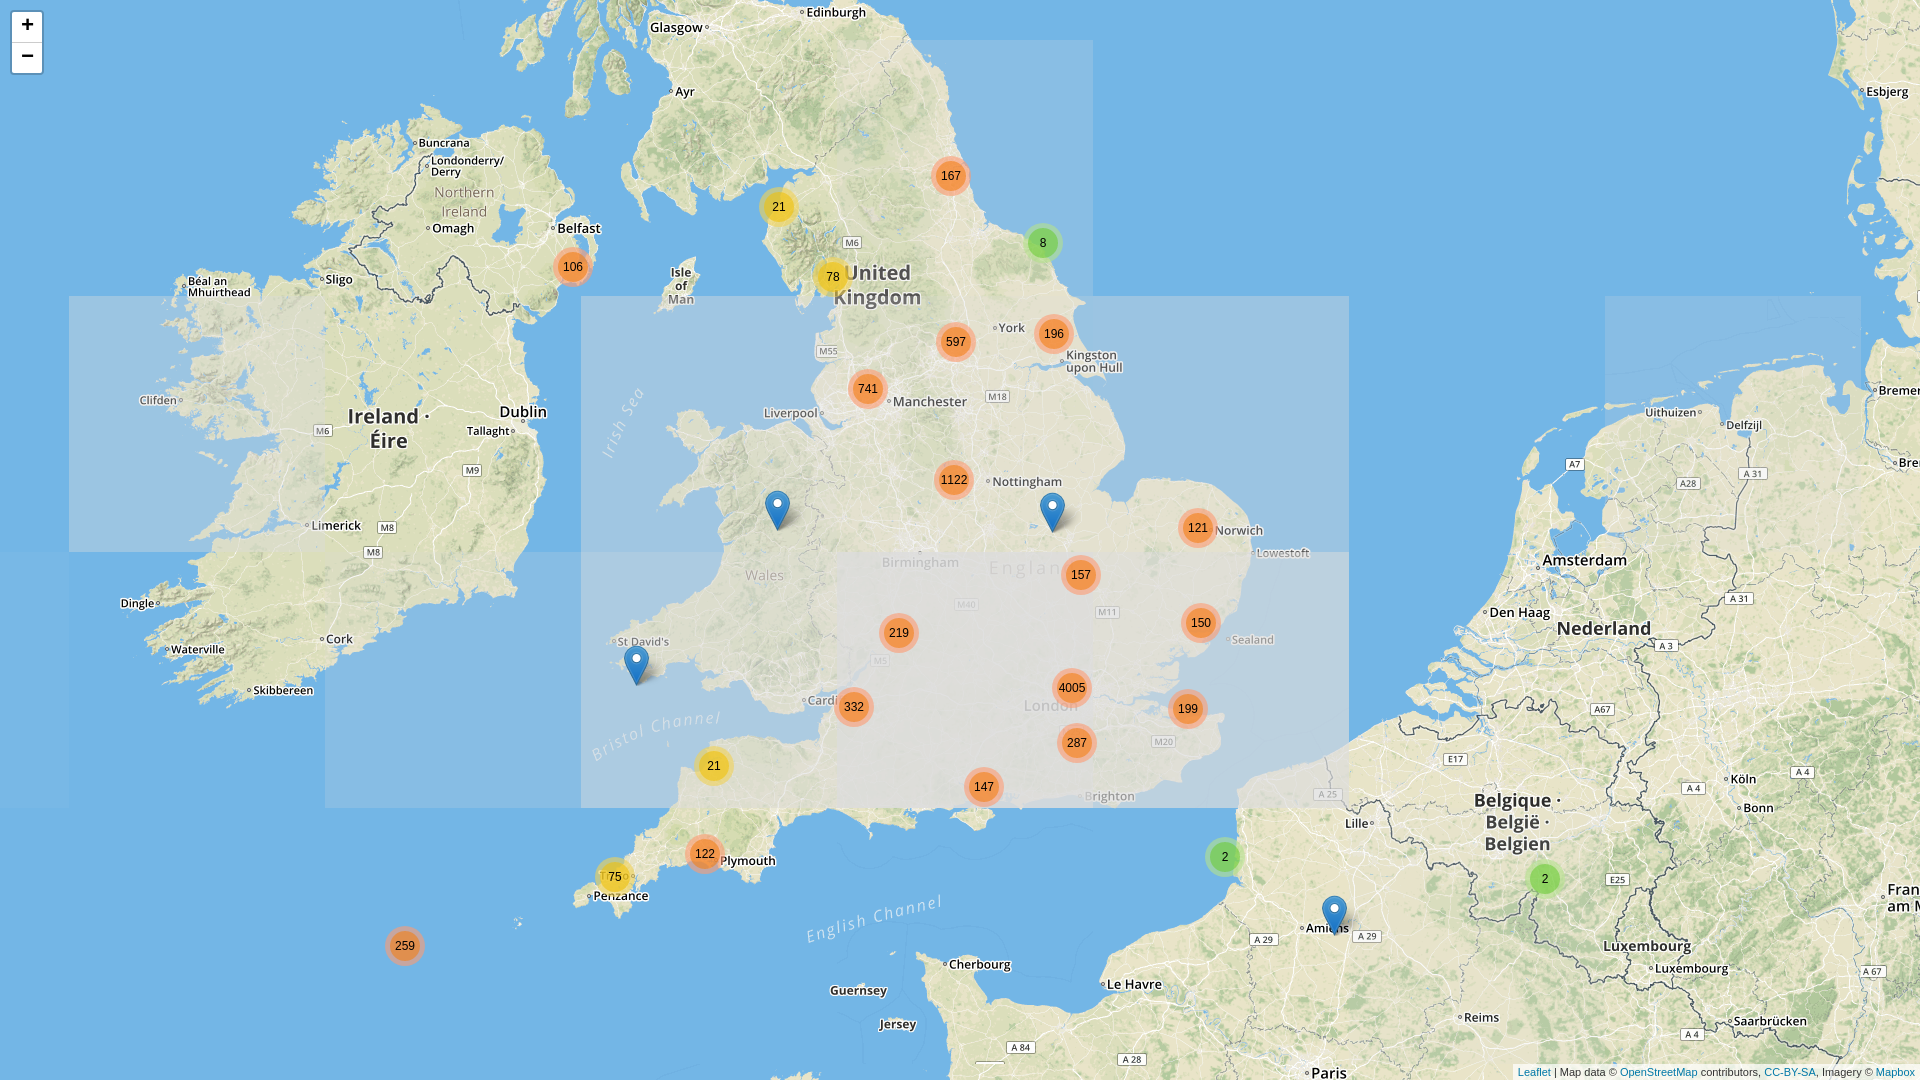 +
−
Glasgow
Edinburgh
Ayr
Esbjerg
Buncrana
Londonderry/
Derry
Northern
Ireland
Omagh
Belfast
167
21
8
M6
106
78
United
Kingdom
Isle
of
Man
Béal an
Mhuirthead
Sligo
York
196
597
M55
Kingston
upon Hull
741
Manchester
M18
Liverpool
Irish Sea
Clifden
Ireland ·
Éire
Dublin
Tallaght
M6
M9
Uithuizen
Delfzijl
A7
A 31
A28
1122
Nottingham
Limerick
M8
M8
121
Norwich
Lowestoft
Birmingham
Wales
157
Amsterdam
A 31
Dingle
M40
M11
Den Haag
Nederland
219
150
Sealand
Cork
Waterville
St David's
M5
A 3
Skibbereen
4005
London
332
199
A67
Bristol Channel
287
M20
E17
21
147
Brighton
A 25
Köln
A 4
A 4
Bonn
Belgique ·
België ·
Belgien
Lille
122
Plymouth
75
Penzance
2
2
E25
259
English Channel
Amiens
A 29
A 29
Luxembourg
Luxembourg
A 67
Cherbourg
Le Havre
Guernsey
Jersey
Reims
Saarbrücken
A 4
A 84
A 28
Paris
Leaflet | Map data © OpenStreetMap contributors, CC-BY-SA, Imagery © Mapbox